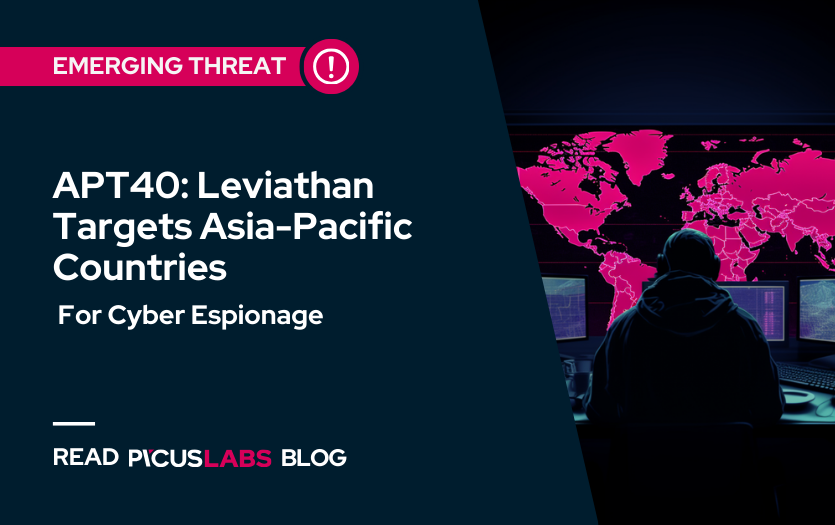 EMERGING THREAT
APT40: Leviathan
Targets Asia-Pacific
Countries
For Cyber Espionage
READ PICUSLABS BLOG